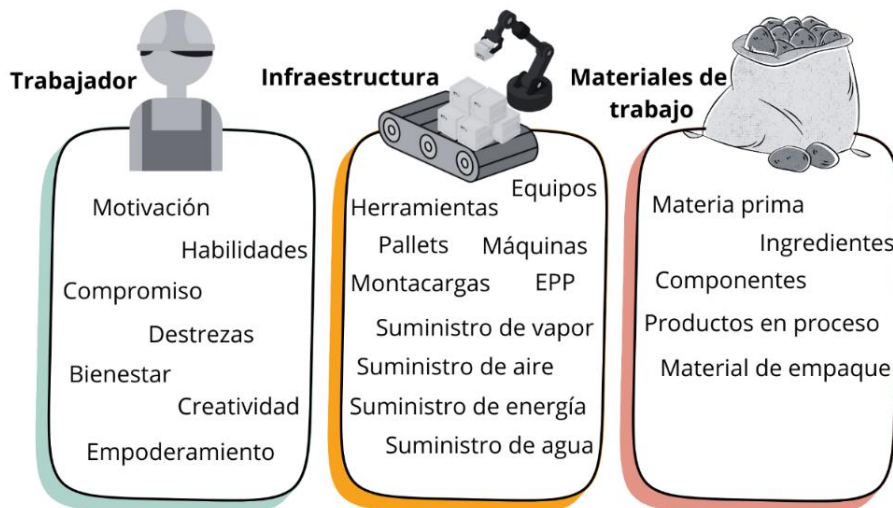 Trabajador
Motivación
Habilidades
Compromiso
Destrezas
Bienestar
Creatividad
Empoderamiento
Infraestructura
Equipos
Herramientas
Pallets
Máquinas
Montacargas
EPP
Suministro de vapor
Suministro de aire
Suministro de energía
Suministro de agua
Materiales de
trabajo
Materia prima
Ingredientes
Componentes
Productos en proceso
Material de empaque